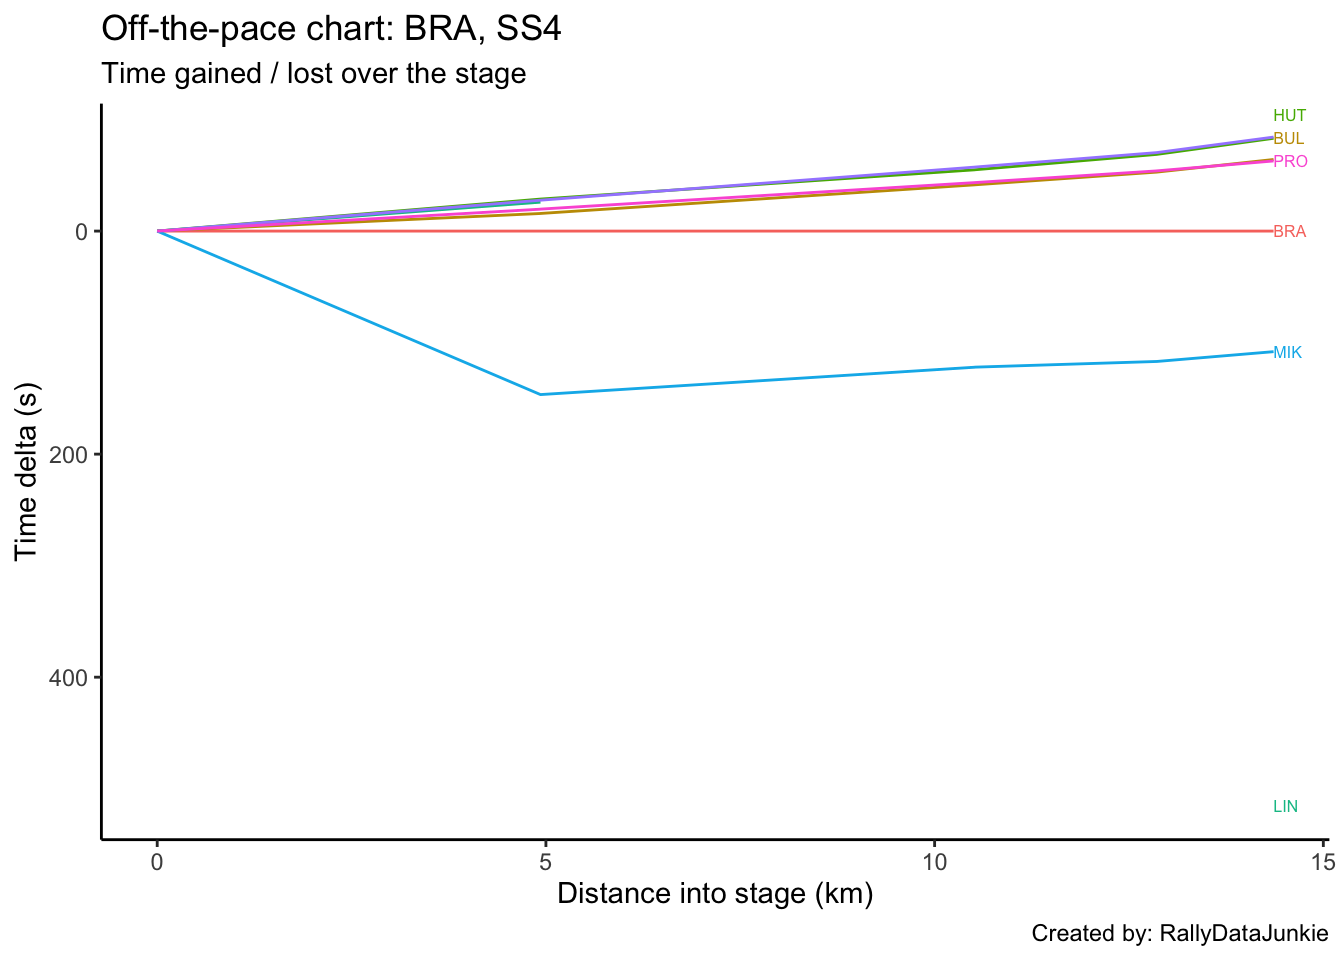 Off-the-pace chart: BRA, SS4
Time gained / lost over the stage
HUT
BUL
PRO
BRA
MIK
LIN
0
200
400
Time delta (s)
0
5
10
15
Distance into stage (km)
Created by: RallyDataJunkie